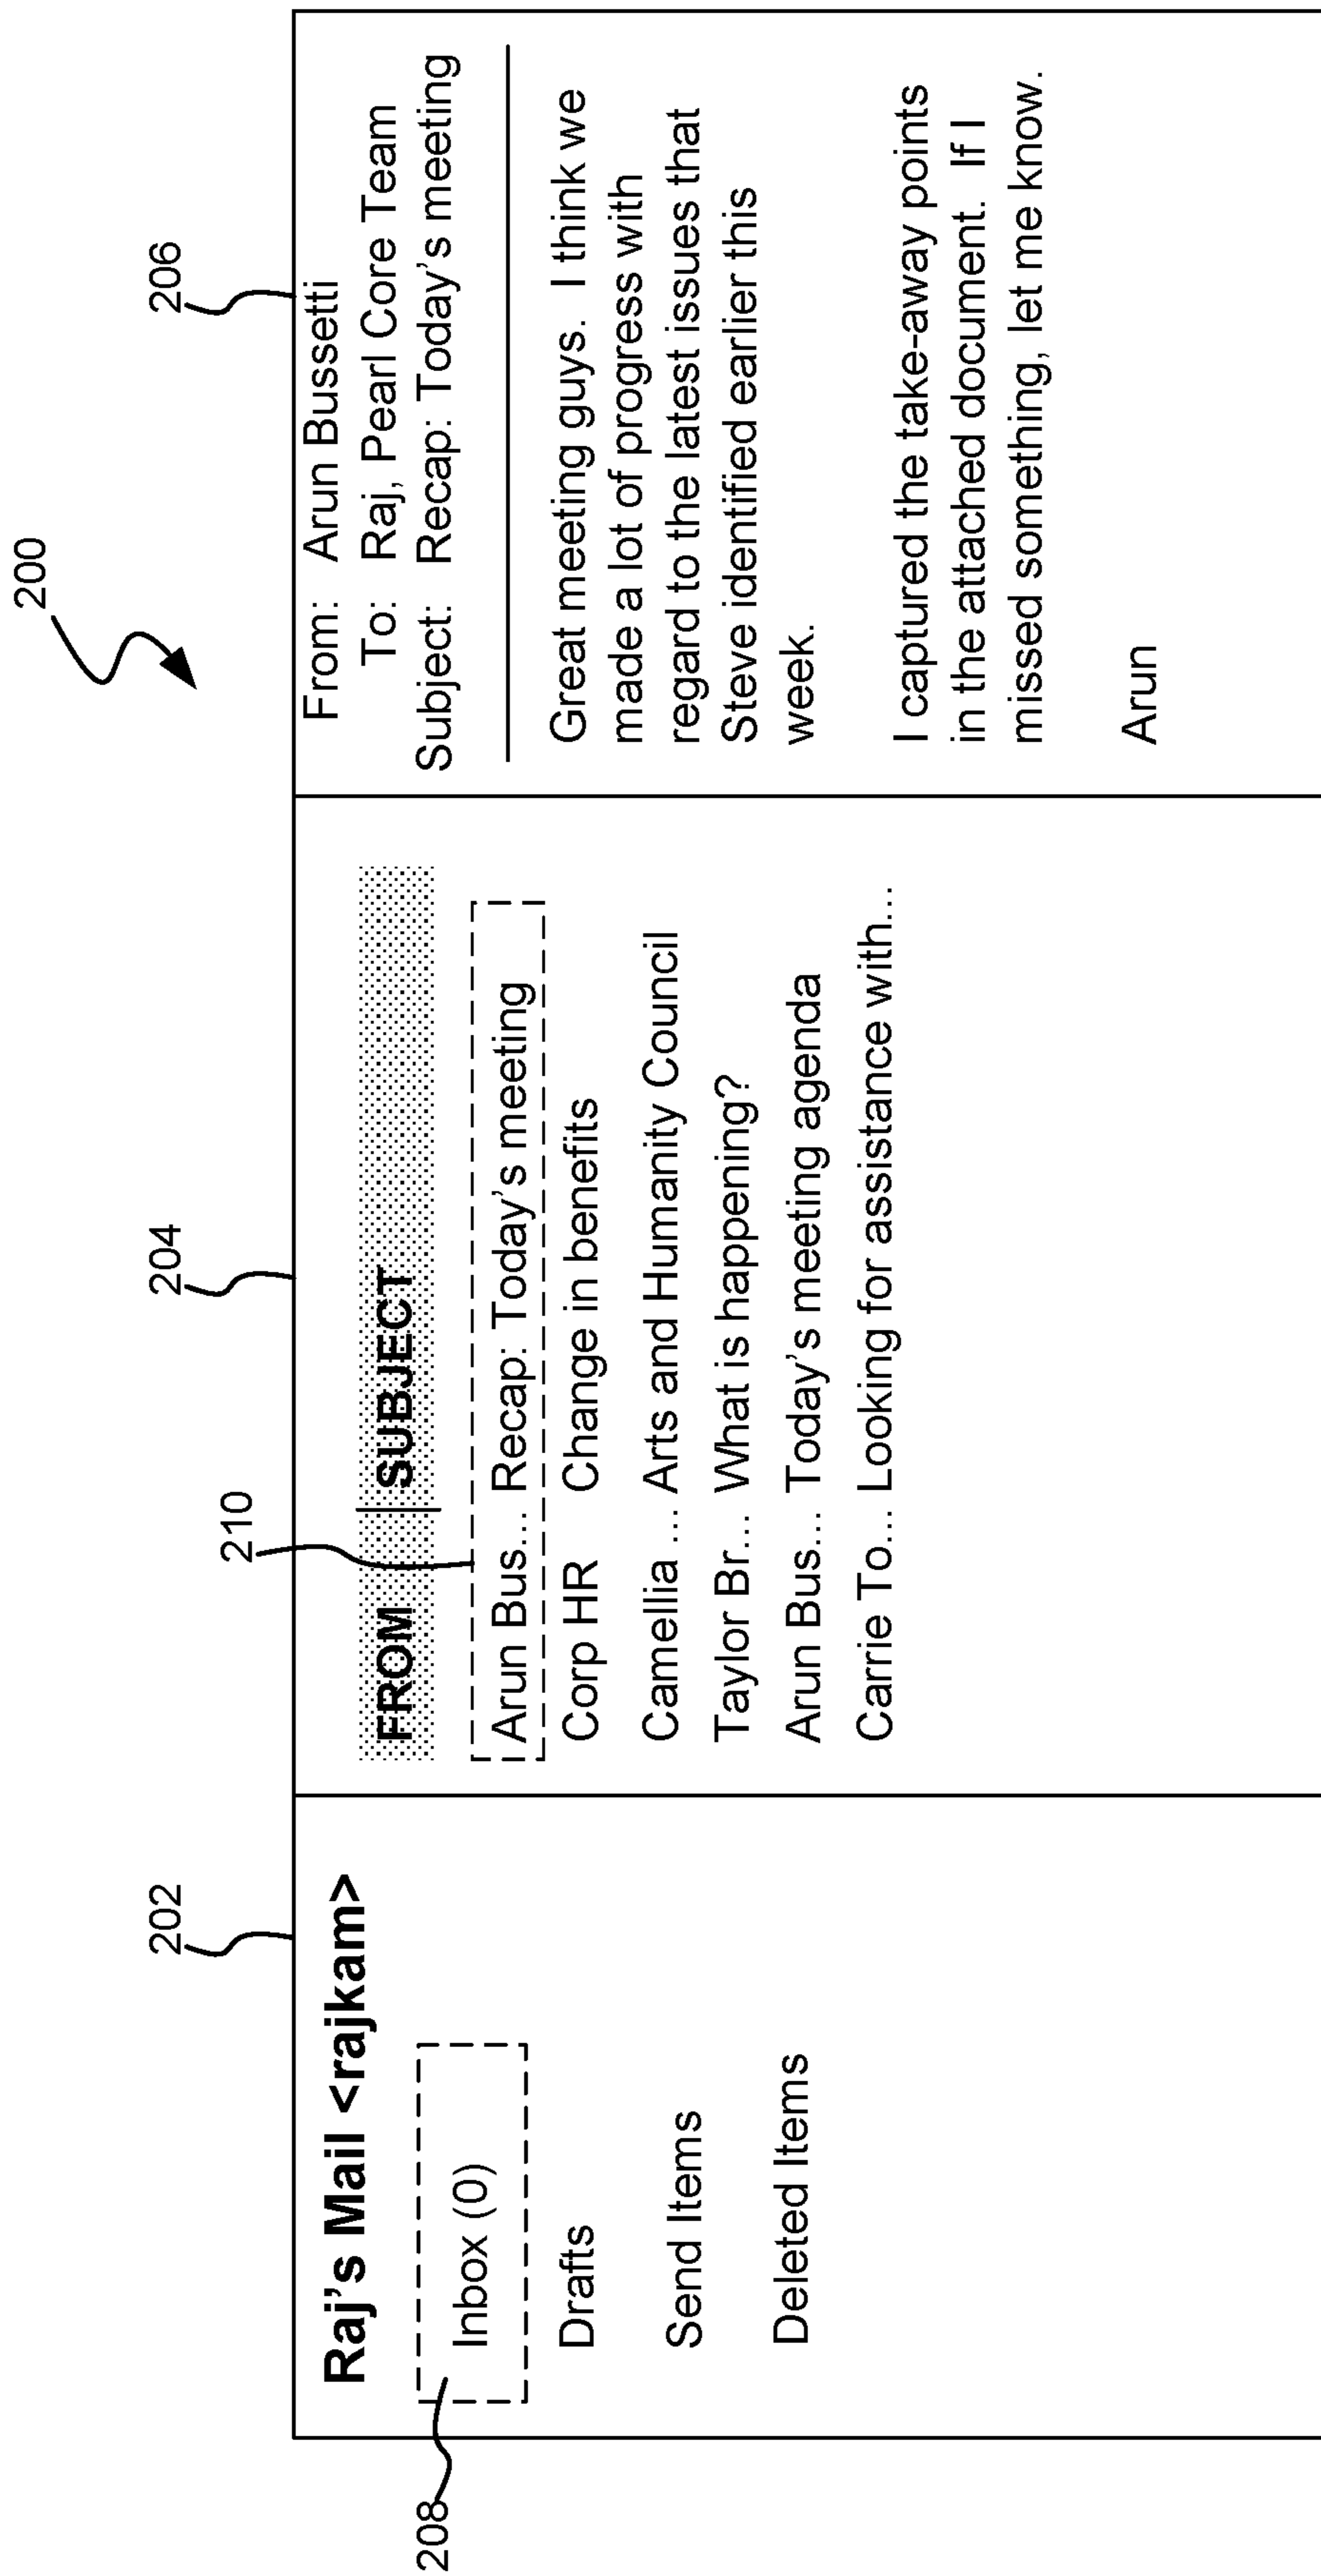 200
202
204
206
Raj's Mail <rajkam>
208
Inbox (0)
Drafts
Send Items
Deleted Items
FROM SUBJECT
210
Arun Bus... Recap: Today's meeting
Corp HR Change in benefits
Camellia ... Arts and Humanity Council
Taylor Br... What is happening?
Arun Bus... Today's meeting agenda
Carrie To... Looking for assistance with...
From: Arun Bussetti
To: Raj, Pearl Core Team
Subject: Recap: Today's meeting
Great meeting guys. I think we
made a lot of progress with
regard to the latest issues that
Steve identified earlier this
week.
I captured the take-away points
in the attached document. If I
missed something, let me know.
Arun